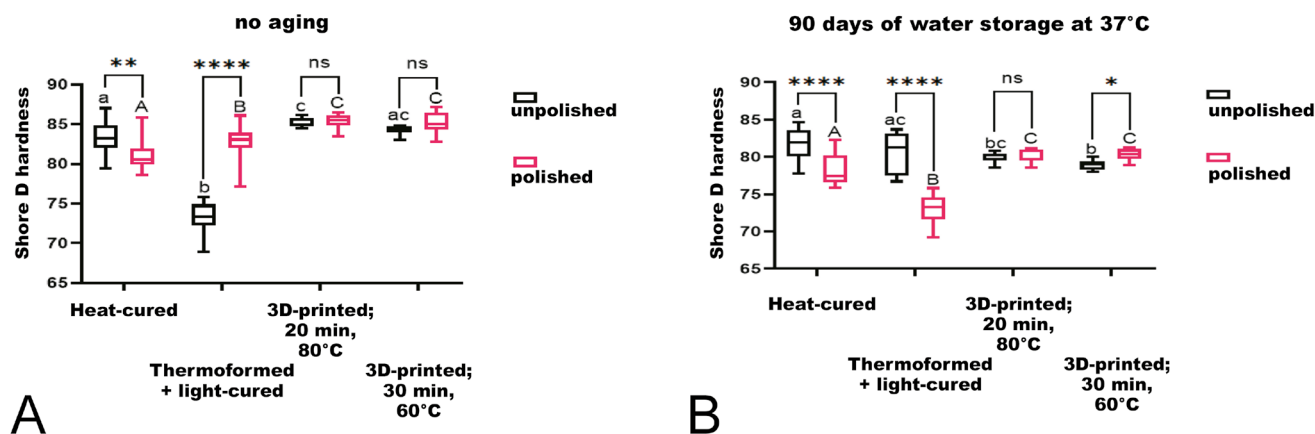 no aging
Shore D hardness
90
85
80
75
70
65
**
****
ns
ns
a
A
b
B
c
C
ac
C
unpolished
polished
Heat-cured
Thermoformed
+ light-cured
3D-printed;
20 min,
80°C
3D-printed;
30 min,
60°C
A
90 days of water storage at 37°C
Shore D hardness
90
85
80
75
70
65
****
****
ns
*
a
A
ac
B
bc
C
b
C
unpolished
polished
Heat-cured
Thermoformed
+ light-cured
3D-printed;
20 min,
80°C
3D-printed;
30 min,
60°C
B